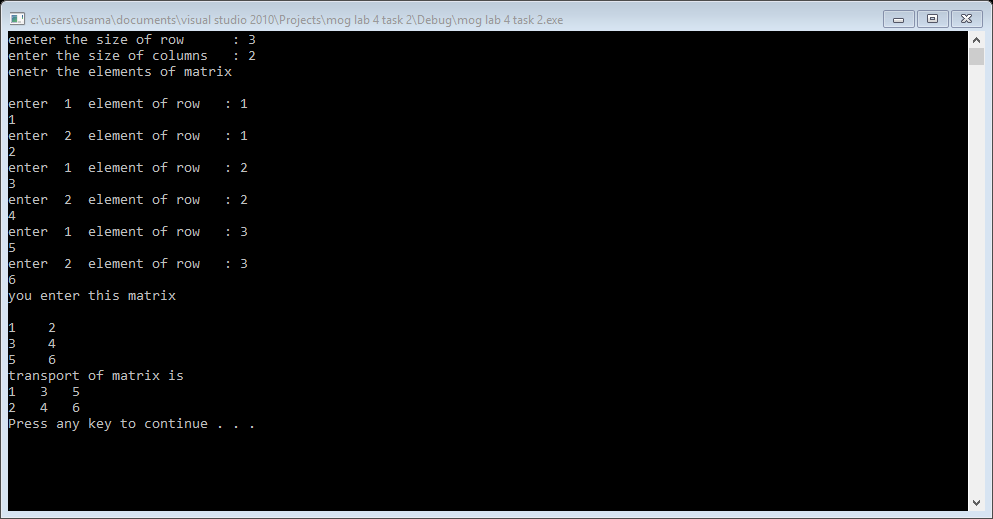 c:\users\usama\documents\visual studio 2010\Projects\mog lab 4 task 2\Debug\mog lab 4 task 2.exe
eneter the size of row      : 3
enter the size of columns   : 2
enetr the elements of matrix
enter  1  element of row   : 1
1
enter  2  element of row   : 1
2
enter  1  element of row   : 2
3
enter  2  element of row   : 2
4
enter  1  element of row   : 3
5
enter  2  element of row   : 3
6
you enter this matrix
1    2
3    4
5    6
transport of matrix is
1   3   5
2   4   6
Press any key to continue . . .